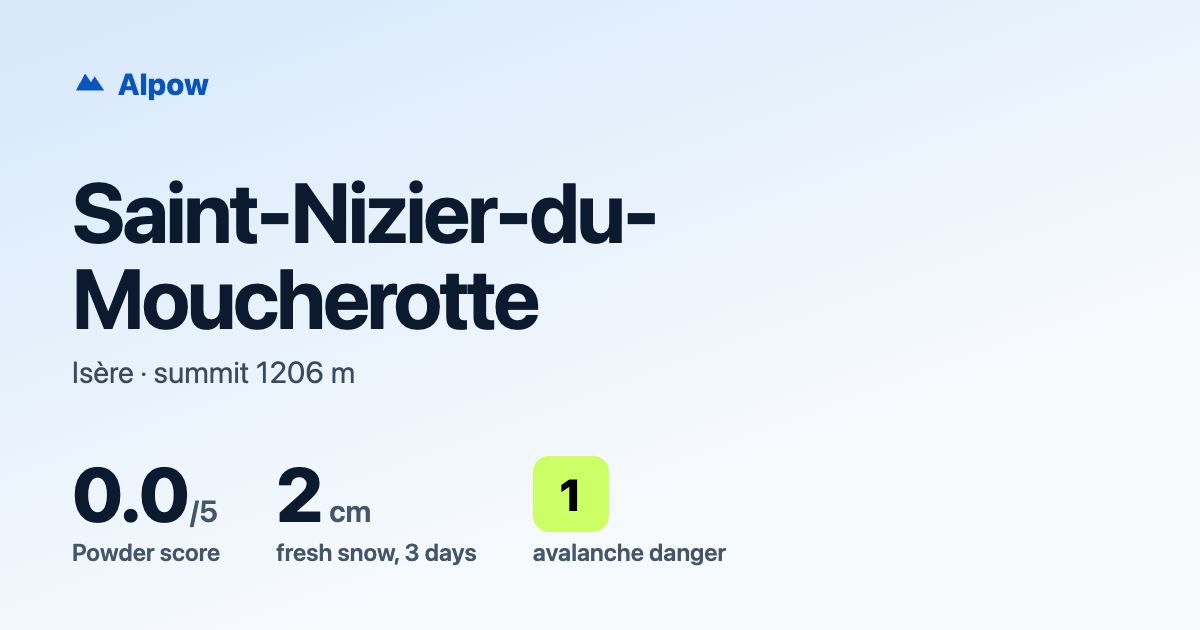 Alpow
Saint-Nizier-du-
Moucherotte
Isère · summit 1206 m
0.0/5
Powder score
2 cm
fresh snow, 3 days
1
avalanche danger